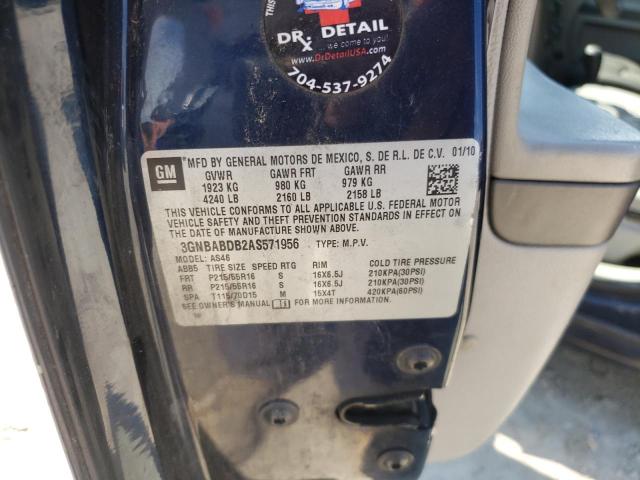 THIS
DR. DETAIL
X
... we come to you!
www.DrDetailUSA.com
704-537-9274
GM
MFD BY GENERAL MOTORS DE MEXICO, S. DE R.L. DE C.V. 01/10
GVWR GAWR FRT GAWR RR
1923 KG 980 KG 979 KG
4240 LB 2160 LB 2158 LB
THIS VEHICLE CONFORMS TO ALL APPLICABLE U.S. FEDERAL MOTOR
VEHICLE SAFETY AND THEFT PREVENTION STANDARDS IN EFFECT ON
THE DATE OF MANUFACTURE SHOWN ABOVE.
3GNBABDB2AS571956 TYPE: M.P.V.
MODEL: AS46
ABB5 TIRE SIZE SPEED RTG RIM COLD TIRE PRESSURE
FRT P215/55R16 S 16X6.5J 210KPA(30PSI)
RR P215/55R16 S 16X6.5J 210KPA(30PSI)
SPA T115/70D15 M 15X4T 420KPA(60PSI)
SEE OWNER'S MANUAL FOR MORE INFORMATION.